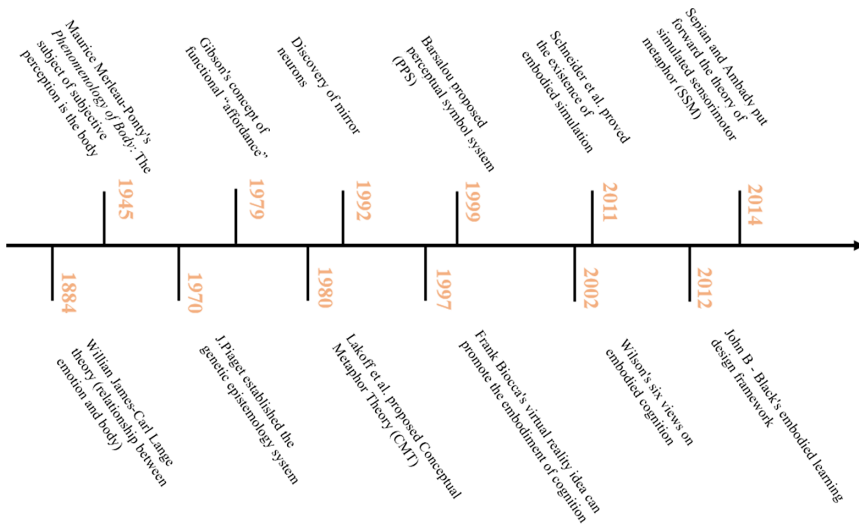 Maurice Merleau-Ponty's
Phenomenology of Body: The
subject of subjective
perception is the body
1945
Gibson's concept of
functional “affordance”
1979
Discovery of mirror
neurons
1992
Barsalou proposed
perceptual symbol system
(PPS)
1999
Schneider et al. proved
the existence of
embodied simulation
2011
Sepian and Ambady put
forward the theory of
simulated sensorimotor
metaphor (SSM)
2014
1884
Willian James-Carl Lange
theory (relationship between
emotion and body)
1970
J.Piaget established the
genetic epistemology system
1980
Lakoff et al. proposed Conceptual
Metaphor Theory (CMT)
1997
Frank Biocca's virtual reality idea can
promote the embodiment of cognition
2002
Wilson's six views on
embodied cognition
2012
John B - Black's embodied learning
design framework